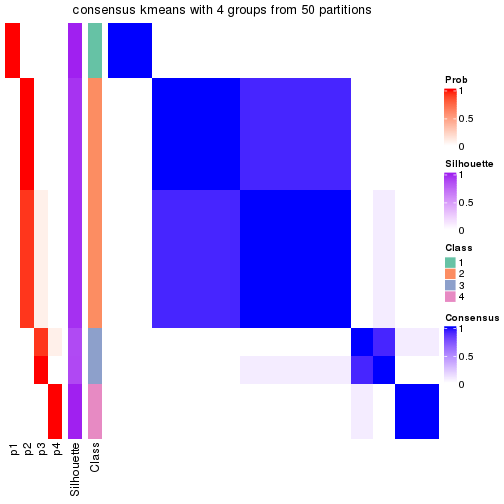 consensus kmeans with 4 groups from 50 partitions
Prob
1
0.5
0
Silhouette
1
0.5
0
Class
1
2
3
4
Consensus
1
0.5
0
p1
p2
p3
p4
Silhouette
Class